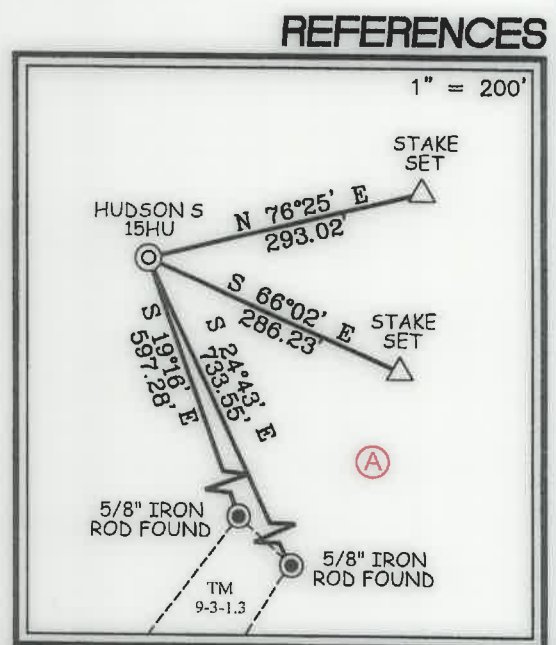 REFERENCES
1" = 200'
STAKE
SET
HUDSON S
15HU
N 76°25' E
293.02'
S 66°02' E
286.23'
STAKE
SET
S 19°16' E
597.28'
S 24°43' E
733.55'
A
5/8" IRON
ROD FOUND
5/8" IRON
ROD FOUND
TM
9-3-1.3